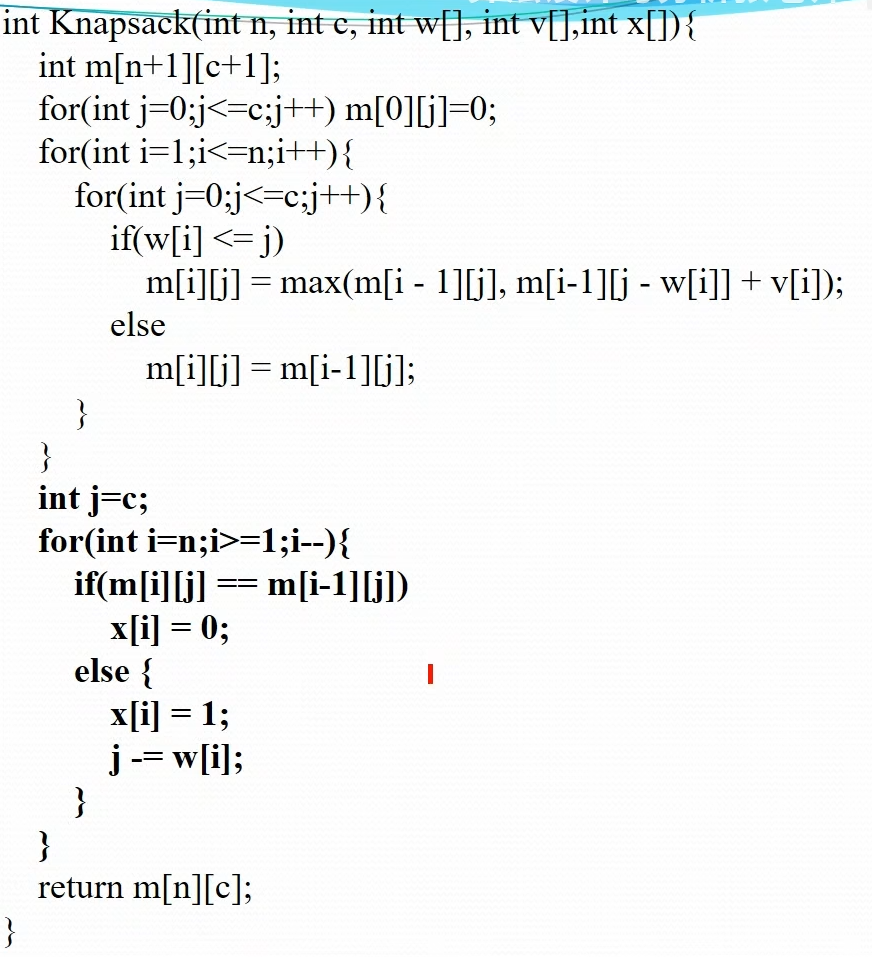 int Knapsack(int n, int c, int w[], int v[],int x[]){
int m[n+1][c+1];
for(int j=0;j<=c;j++) m[0][j]=0;
for(int i=1;i<=n;i++){
for(int j=0;j<=c;j++){
if(w[i] <= j)
m[i][j] = max(m[i - 1][j], m[i-1][j - w[i]] + v[i]);
else
m[i][j] = m[i-1][j];
}
}
int j=c;
for(int i=n;i>=1;i--){
if(m[i][j] == m[i-1][j])
x[i] = 0;
else {
x[i] = 1;
j -= w[i];
}
}
return m[n][c];
}